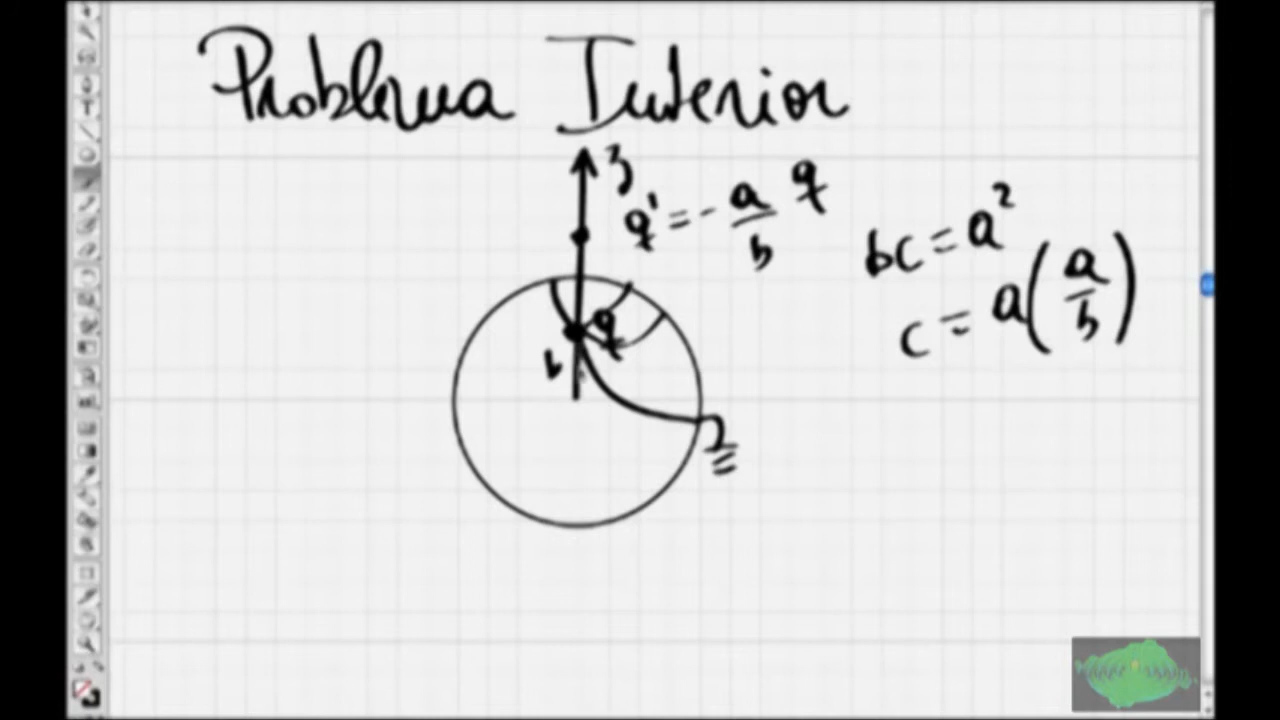 Problema Interior
z
q' = - a/b q
bc = a²
c = a(a/b)
q
b